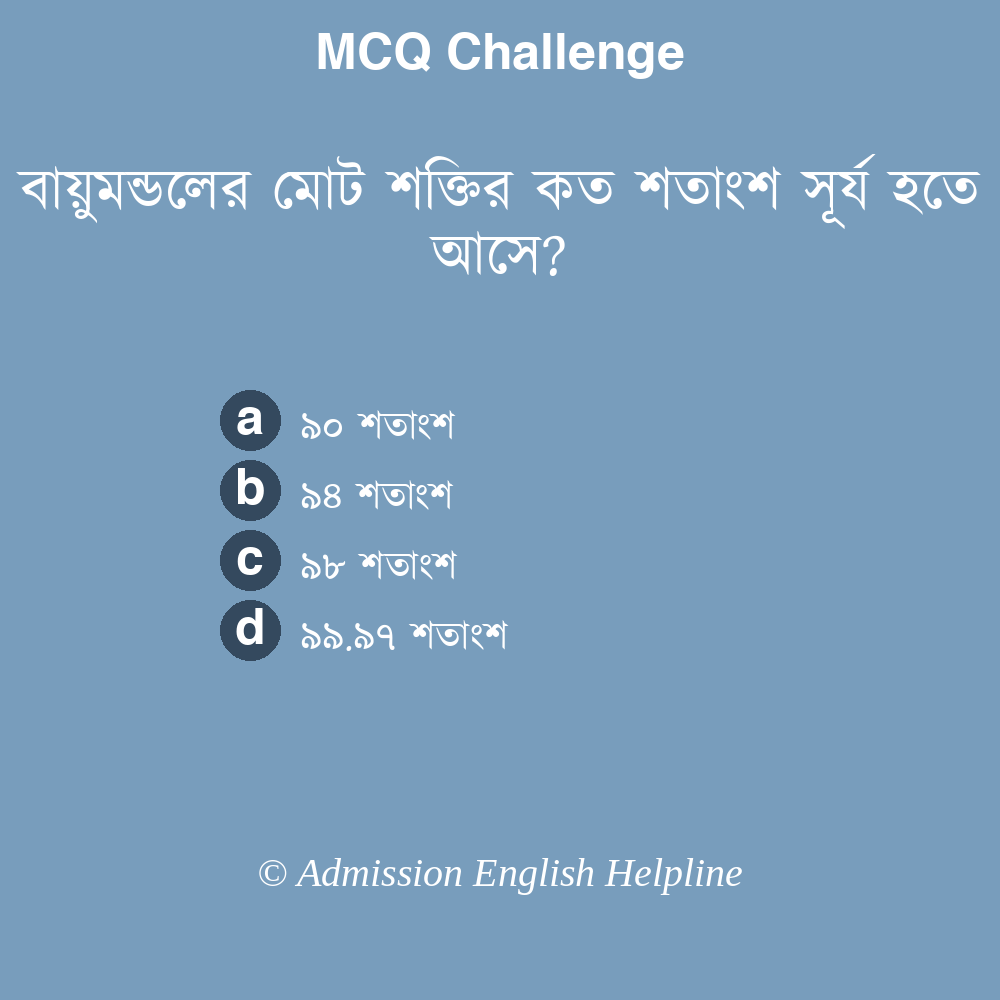 MCQ Challenge
বায়ুমন্ডলের মোট শক্তির কত শতাংশ সূর্য হতে
আসে?
a ৯০ শতাংশ
b ৯৪ শতাংশ
c ৯৮ শতাংশ
d ৯৯.৯৭ শতাংশ
© Admission English Helpline